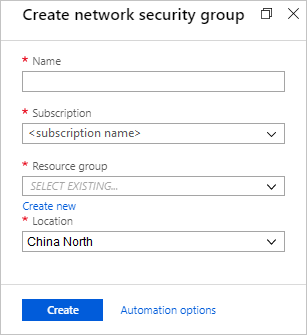 Create network security group
* Name
* Subscription
<subscription name>
* Resource group
SELECT EXISTING...
Create new
* Location
China North
Create
Automation options